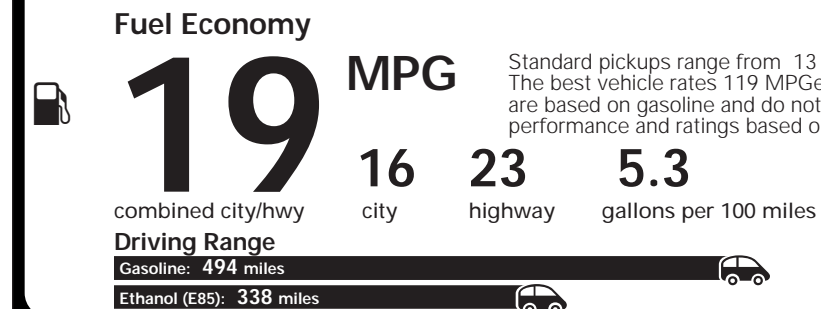 Fuel Economy
19 MPG
Standard pickups range from 13
The best vehicle rates 119 MPGe
are based on gasoline and do not
performance and ratings based o
16 23 5.3
combined city/hwy city highway gallons per 100 miles
Driving Range
Gasoline: 494 miles
Ethanol (E85): 338 miles